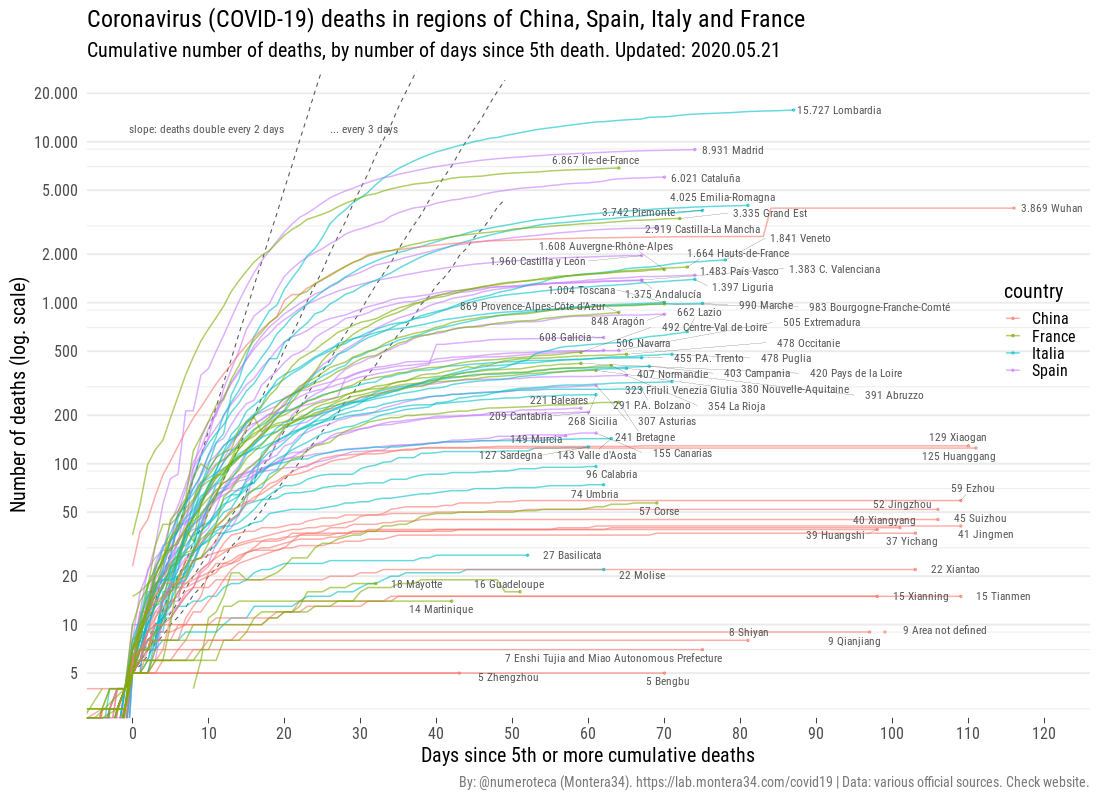 Coronavirus (COVID-19) deaths in regions of China, Spain, Italy and France
Cumulative number of deaths, by number of days since 5th death. Updated: 2020.05.21
20.000
15.727 Lombardia
slope: deaths double every 2 days
... every 3 days
10.000
8.931 Madrid
6.867 Île-de-France
6.021 Cataluña
5.000
4.025 Emilia-Romagna
3.742 Piemonte
3.335 Grand Est
3.869 Wuhan
2.919 Castilla-La Mancha
1.841 Veneto
1.608 Auvergne-Rhône-Alpes
2.000
1.664 Hauts-de-France
1.960 Castilla y León
1.483 País Vasco
1.383 C. Valenciana
1.397 Liguria
1.004 Toscana
1.375 Andalucia
1.000
869 Provence-Alpes-Côte d'Azur
990 Marche
983 Bourgogne-Franche-Comté
662 Lazio
848 Aragón
492 Centre-Val de Loire
505 Extremadura
608 Galicia
506 Navarra
478 Occitanie
500
455 P.A. Trento
478 Puglia
407 Normandie
403 Campania
420 Pays de la Loire
323 Friuli Venezia Giulia
380 Nouvelle-Aquitaine
391 Abruzzo
221 Baleares
291 P.A. Bolzano
354 La Rioja
200
209 Cantabria
268 Sicilia
307 Asturias
149 Murcia
241 Bretagne
129 Xiaogan
127 Sardegna
143 Valle d'Aosta
155 Canarias
125 Huanggang
100
96 Calabria
74 Umbria
59 Ezhou
57 Corse
52 Jingzhou
50
40 Xiangyang
45 Suizhou
39 Huangshi
37 Yichang
41 Jingmen
27 Basilicata
20
22 Molise
22 Xiantao
18 Mayotte
16 Guadeloupe
15 Xianning
15 Tianmen
14 Martinique
10
8 Shiyan
9 Area not defined
9 Qianjiang
7 Enshi Tujia and Miao Autonomous Prefecture
5
5 Zhengzhou
5 Bengbu
country
China
France
Italia
Spain
Number of deaths (log. scale)
0 10 20 30 40 50 60 70 80 90 100 110 120
Days since 5th or more cumulative deaths
By: @numeroteca (Montera34). https://lab.montera34.com/covid19 | Data: various official sources. Check website.